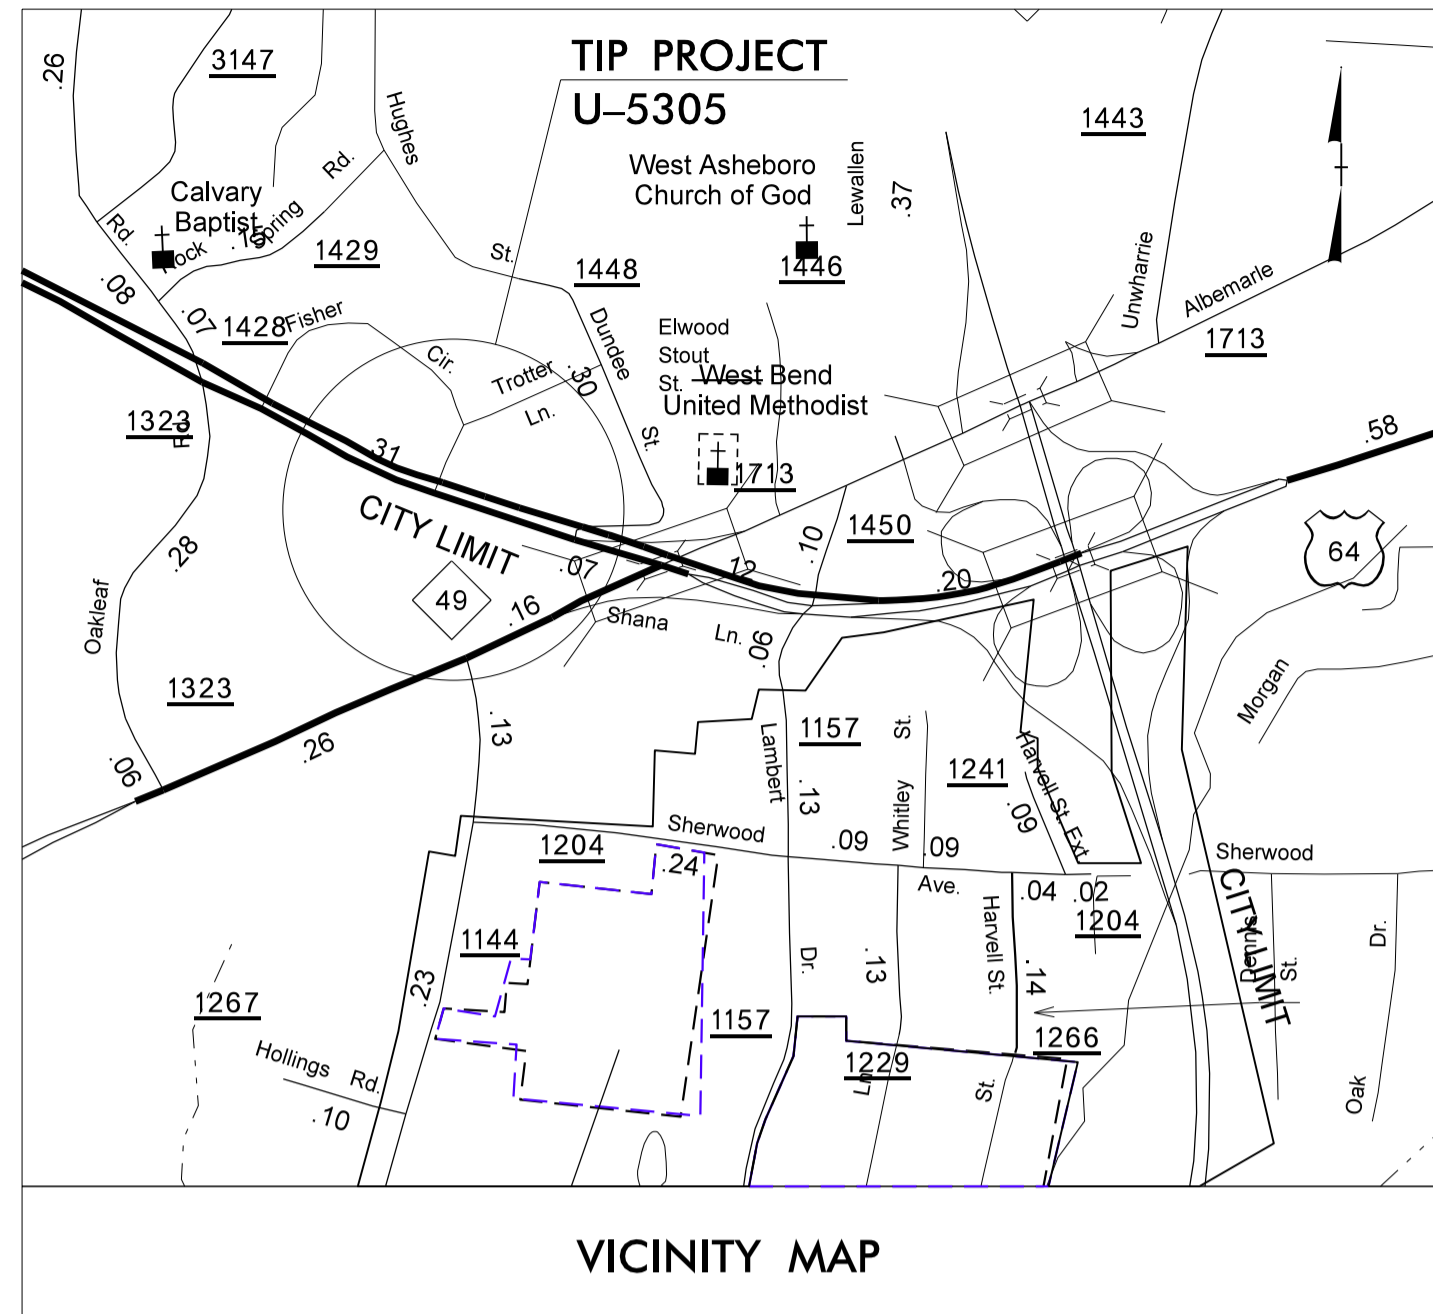 TIP PROJECT
U-5305
.26
3147
Hughes
1443
West Asheboro
Church of God
Lewallen
.37
Calvary
Baptist
Rd.
Rd.
Rock
.15
Spring
1429
St.
1448
1446
Unwharrie
Albemarle
1713
.08
.07
1428
Fisher
Cir.
Trotter
Ln.
.30
Dundee
St.
Elwood
Stout
St.
West Bend
United Methodist
1323
Rd.
.31
1713
.58
CITY LIMIT
.10
1450
64
.28
.07
.12
.20
49
.16
Oakleaf
Shana
Ln.
.06
1323
Morgan
.06
.26
.13
Lambert
1157
St.
Whitley
1241
Harvell St. Ext
.13
.09
.09
.09
Sherwood
Ave.
1204
.24
.04
.02
Sherwood
1204
CITY LIMIT
Dennis
St.
Dr.
1144
Dr.
.13
Harvell St.
.14
.23
1267
1157
1266
1229
Ln.
St.
Oak
Hollings
Rd.
.10
VICINITY MAP